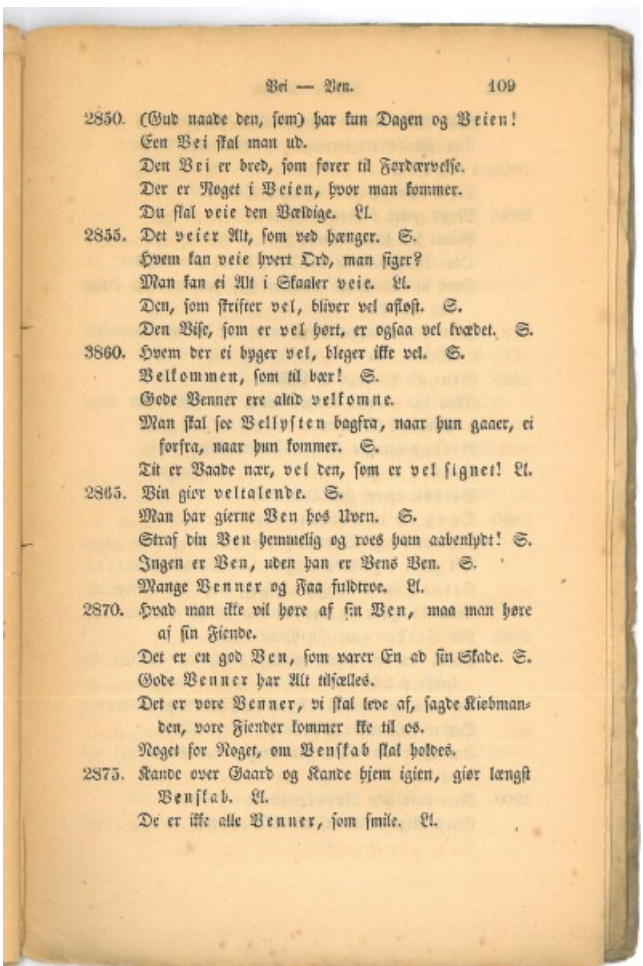 Vei — Ven. 109
2850. (Gud naade den, som) har kun Dagen og Veien!
Een Vei skal man ud.
Den Vei er bred, som fører til Fordærvelse.
Der er Noget i Veien, hvor man kommer.
Du skal veie den Vældige. Ll.
2855. Det veier Alt, som ved hænger. S.
Hvem kan veie hvert Ord, man siger?
Man kan ei Alt i Skaaler veie. Ll.
Den, som skrifter vel, bliver vel afløst. S.
Den Vise, som er vel hørt, er ogsaa vel kvædet. S.
3860. Hvem der ei byger vel, bleger ikke vel. S.
Velkommen, som til bær! S.
Gode Venner ere altid velkomne.
Man skal see Vellysten bagfra, naar hun gaaer, ei
forfra, naar hun kommer. S.
Tit er Vaade nær, vel den, som er vel signet! Ll.
2865. Vin giør veltalende. S.
Man har gierne Ven hos Uven. S.
Straf din Ven hemmelig og roes ham aabenlydt! S.
Ingen er Ven, uden han er Vens Ven. S.
Mange Venner og Faa fuldtroe. Ll.
2870. Hvad man ikke vil høre af sin Ven, maa man høre
af sin Fiende.
Det er en god Ven, som varer En ad sin Skade. S.
Gode Venner har Alt tilfælles.
Det er vore Venner, vi skal leve af, sagde Kiøbman-
den, vore Fiender kommer kke til os.
Noget for Noget, om Venskab skal holdes.
2875. Kande over Gaard og Kande hjem igien, giør længst
Venskab. Ll.
De er ikke alle Venner, som smile. Ll.